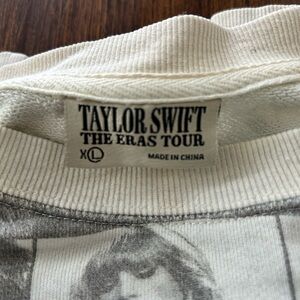 TAYLOR SWIFT
THE ERAS TOUR
XL MADE IN CHINA